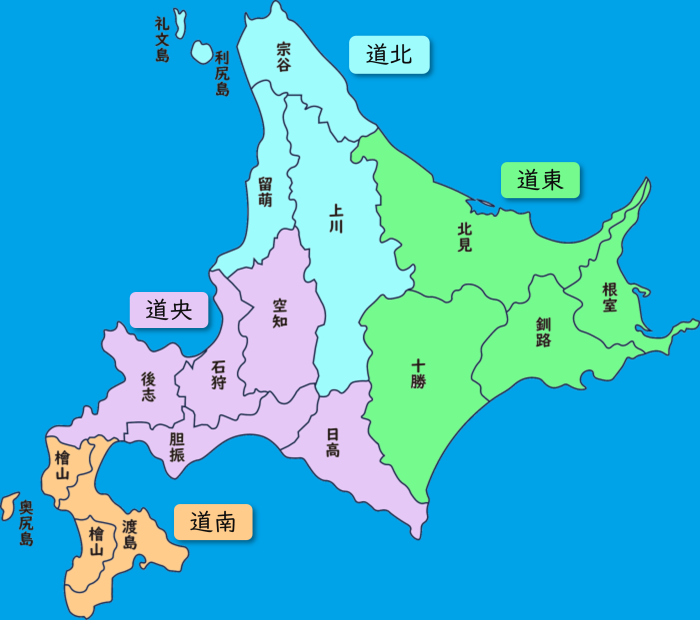 礼文島
利尻島
宗谷
道北
道東
留萌
上川
北見
根室
道央
空知
釧路
石狩
十勝
後志
胆振
日高
檜山
奥尻島
道南
檜山
渡島